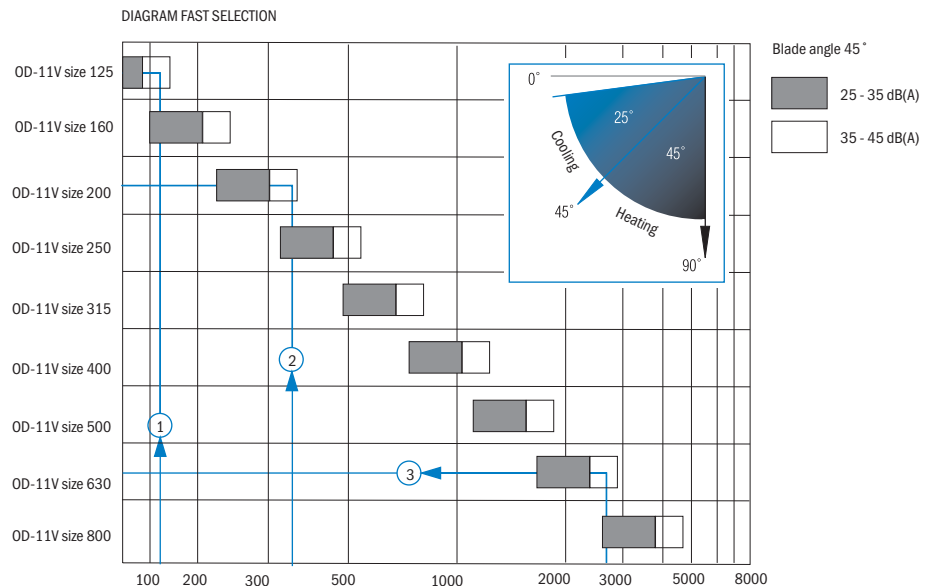 DIAGRAM FAST SELECTION
Blade angle 45°
25 - 35 dB(A)
35 - 45 dB(A)
OD-11V size 125
OD-11V size 160
OD-11V size 200
OD-11V size 250
OD-11V size 315
OD-11V size 400
OD-11V size 500
OD-11V size 630
OD-11V size 800
0°
25°
45°
Cooling
45°
Heating
90°
2
1
3
100 200 300 500 1000 2000 3000 5000 8000